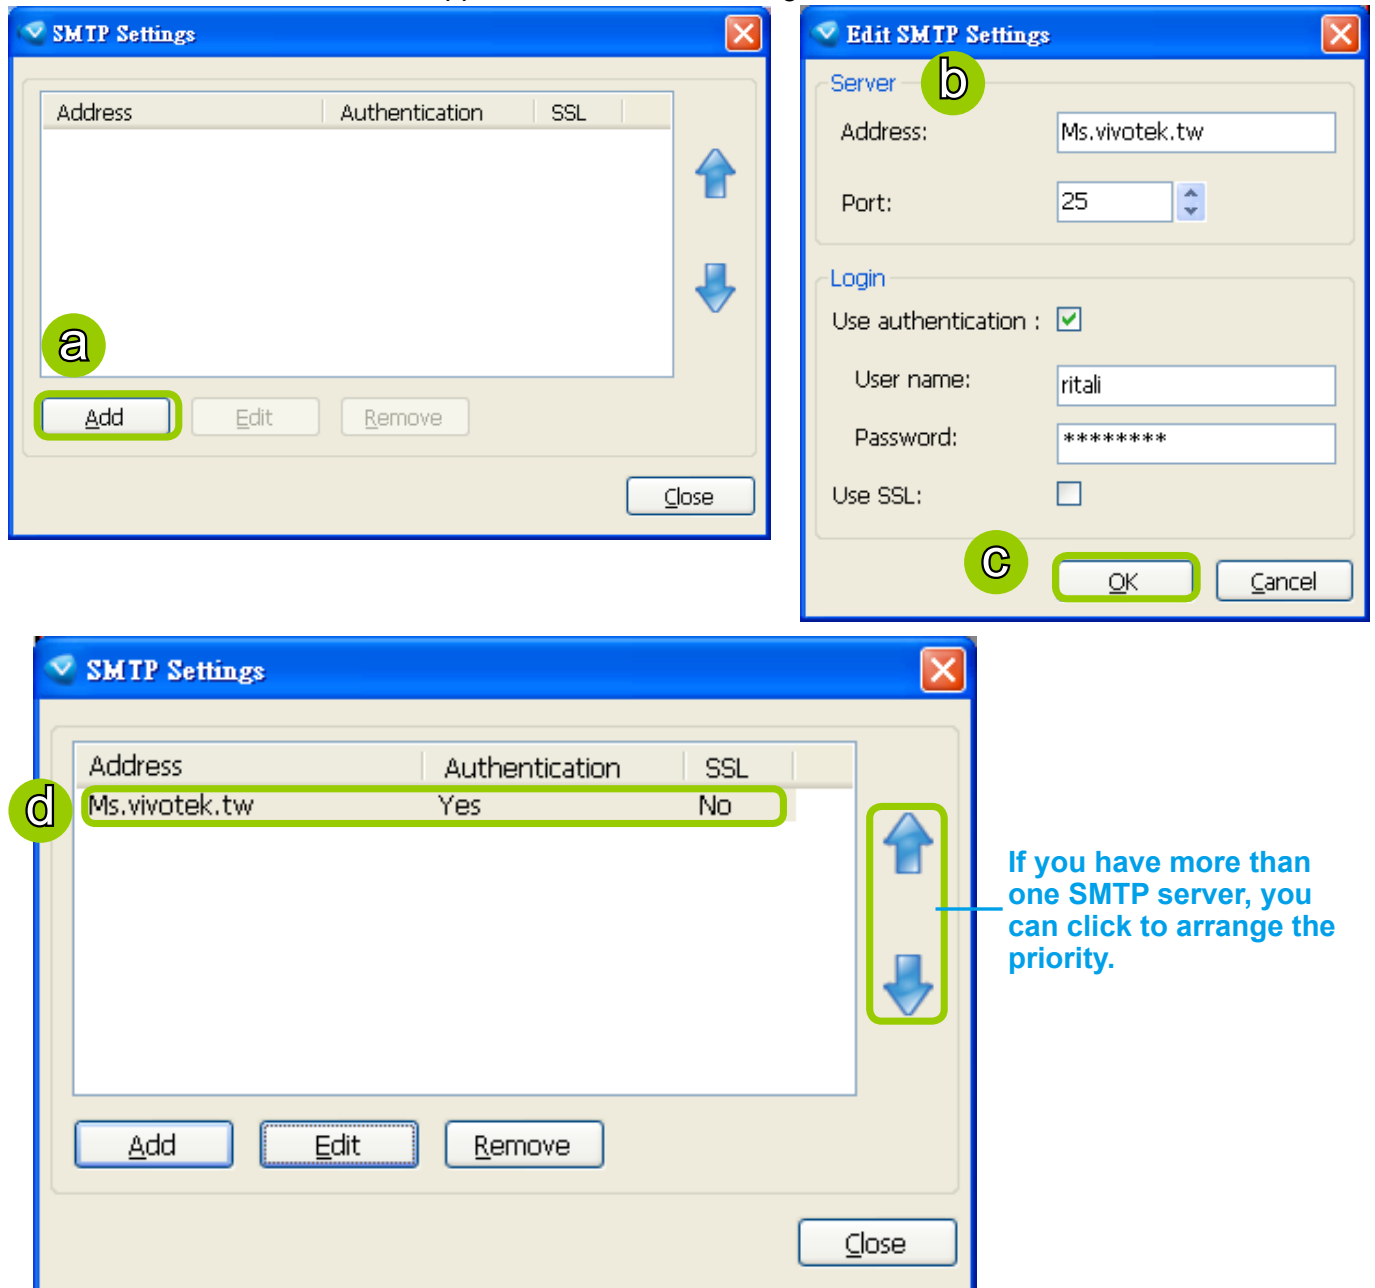 SMTP Settings
Address Authentication SSL
a
Add Edit Remove
Close
Edit SMTP Settings
b
Server
Address: Ms.vivotek.tw
Port: 25
Login
Use authentication :
User name: ritali
Password: ********
Use SSL:
c
OK Cancel
SMTP Settings
Address Authentication SSL
d
Ms.vivotek.tw Yes No
If you have more than
one SMTP server, you
can click to arrange the
priority.
Add Edit Remove
Close